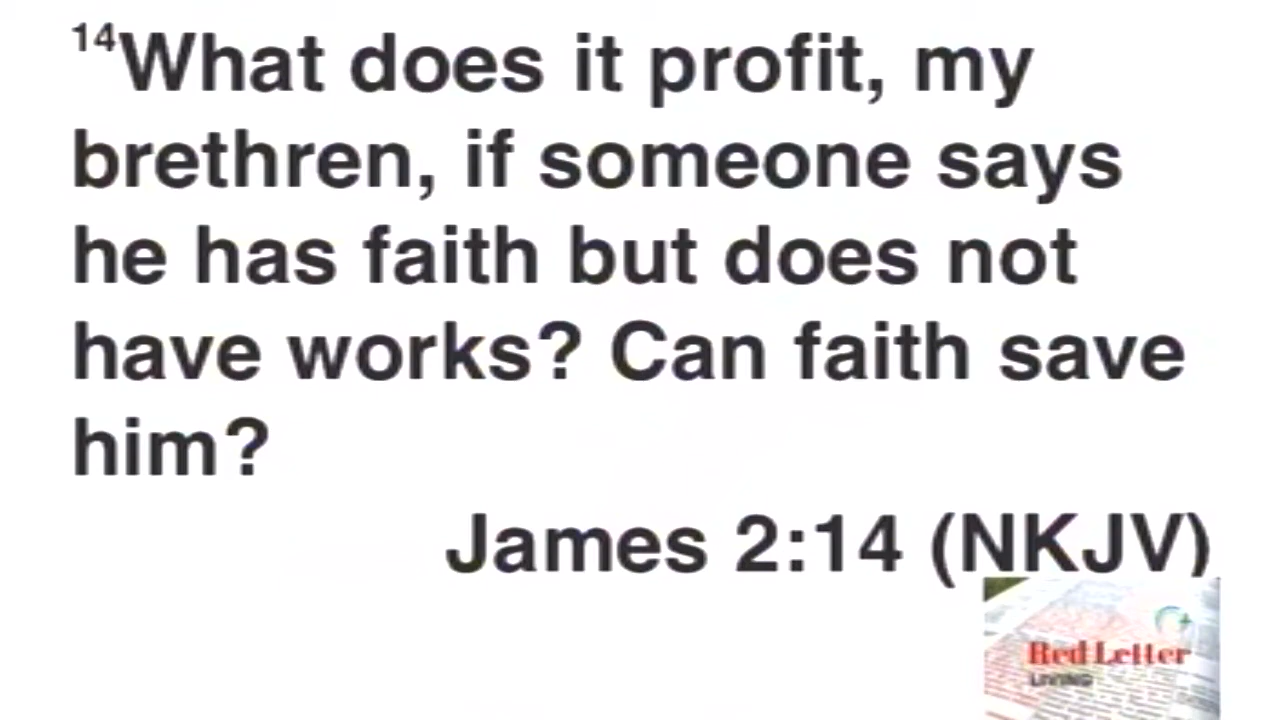 ¹⁴What does it profit, my
brethren, if someone says
he has faith but does not
have works? Can faith save
him?
James 2:14 (NKJV)
Red Letter
LIVING